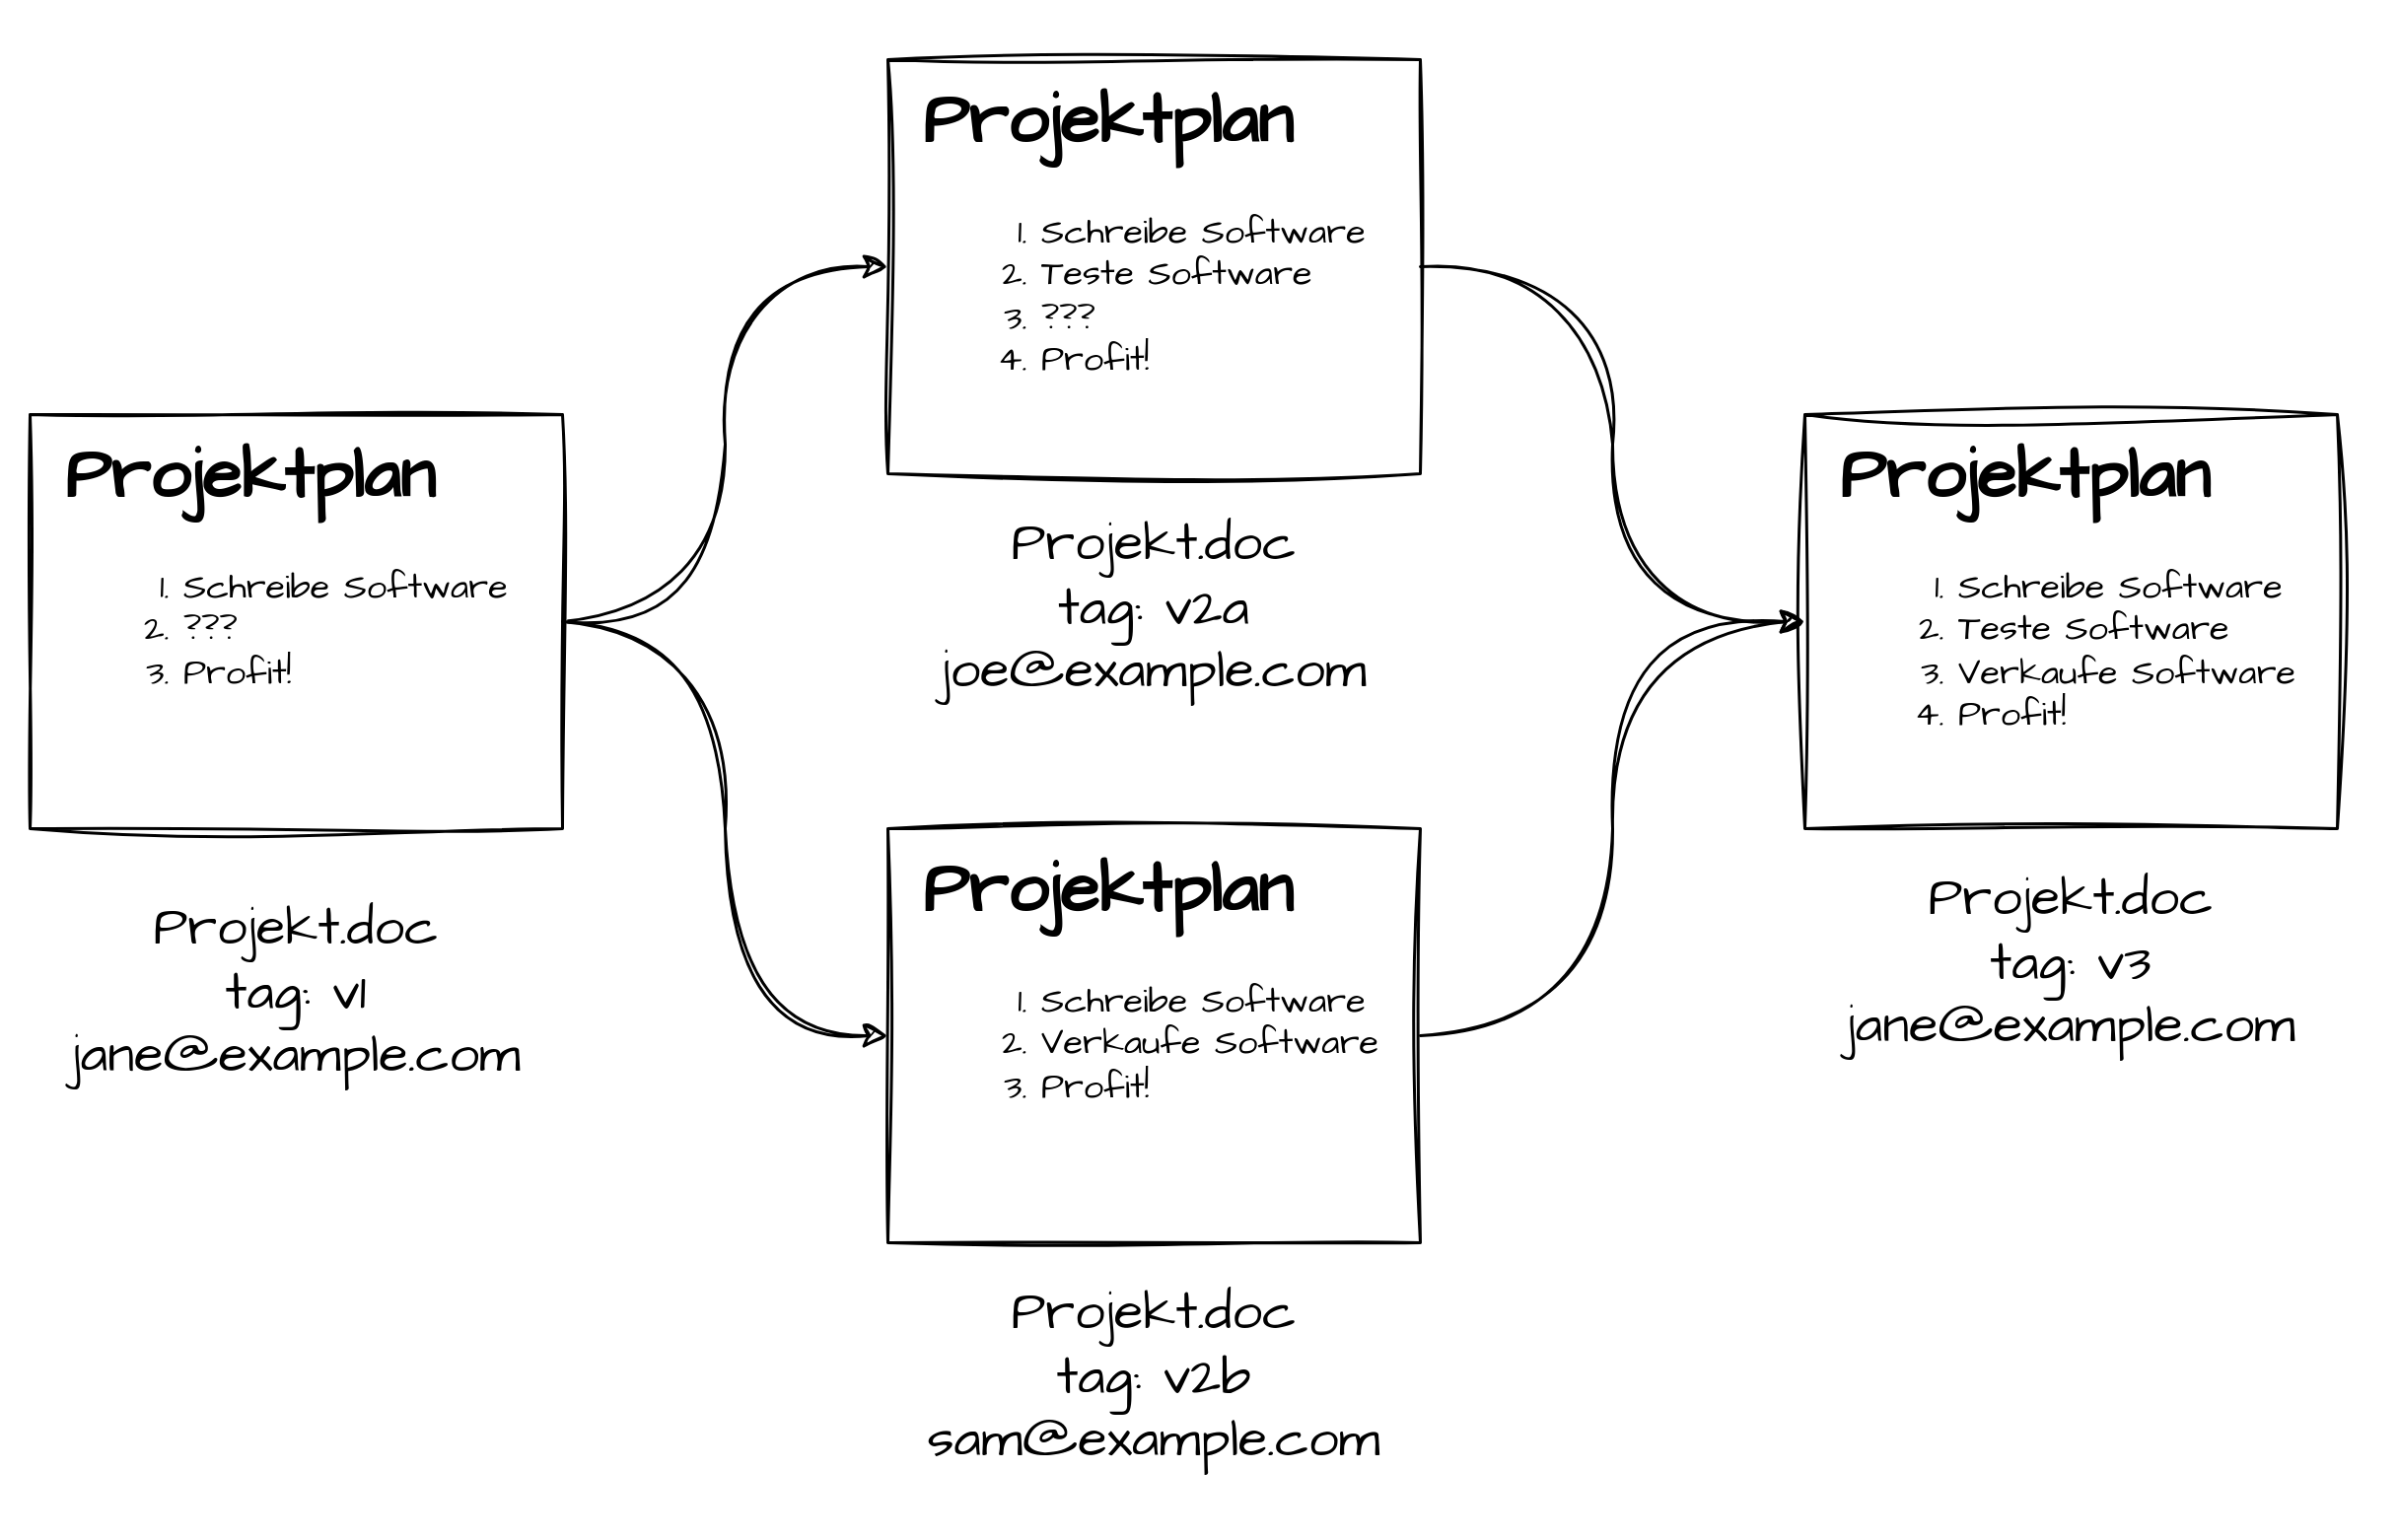 Projektplan
1. Schreibe Software
2. ???
3. Profit!
Projekt.doc
tag: v1
jane@example.com
Projektplan
1. Schreibe Software
2. Teste Software
3. ???
4. Profit!
Projekt.doc
tag: v2a
joe@example.com
Projektplan
1. Schreibe Software
2. Verkaufe Software
3. Profit!
Projekt.doc
tag: v2b
sam@example.com
Projektplan
1. Schreibe Software
2. Teste Software
3. Verkaufe Software
4. Profit!
Projekt.doc
tag: v3
jane@example.com